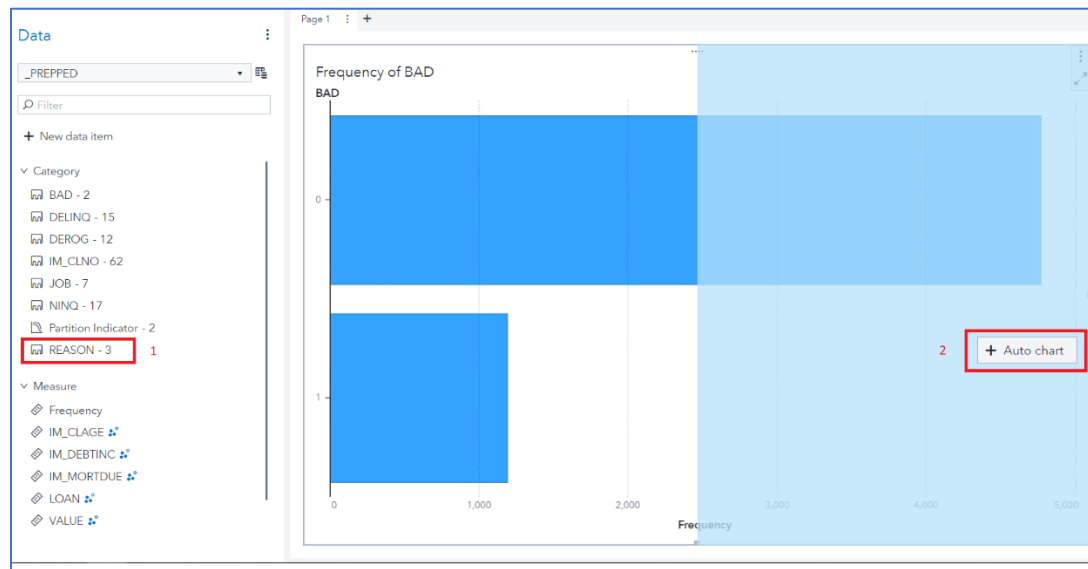 Data
_PREPPED
Filter
+ New data item
Category
BAD - 2
DELINQ - 15
DEROG - 12
IM_CLNO - 62
JOB - 7
NINQ - 17
Partition Indicator - 2
REASON - 3
1
Measure
Frequency
IM_CLAGE
IM_DEBTINC
IM_MORTDUE
LOAN
VALUE
Page 1
+
Frequency of BAD
BAD
0
1
2
+ Auto chart
0 1,000 2,000 3,000 4,000 5,000
Frequency